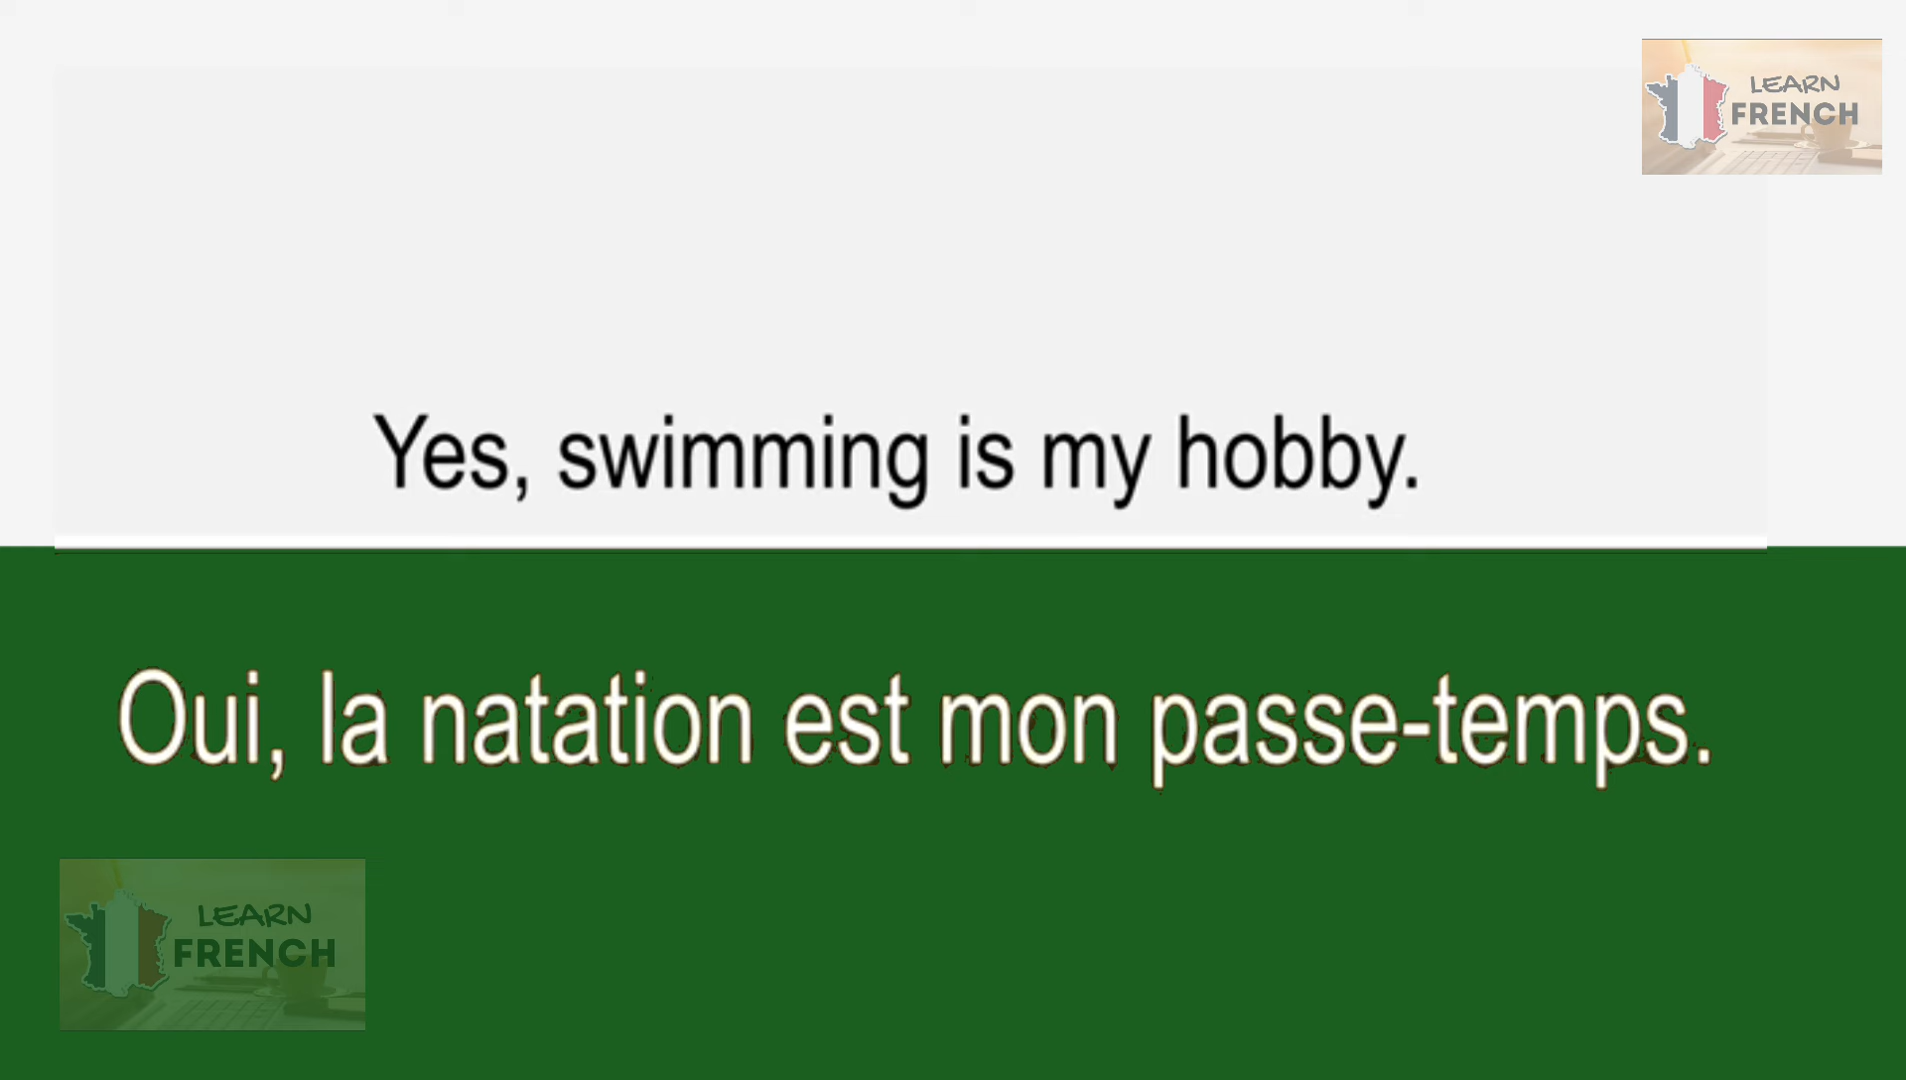 LEARN
FRENCH
Yes, swimming is my hobby.
Oui, la natation est mon passe-temps.
LEARN
FRENCH